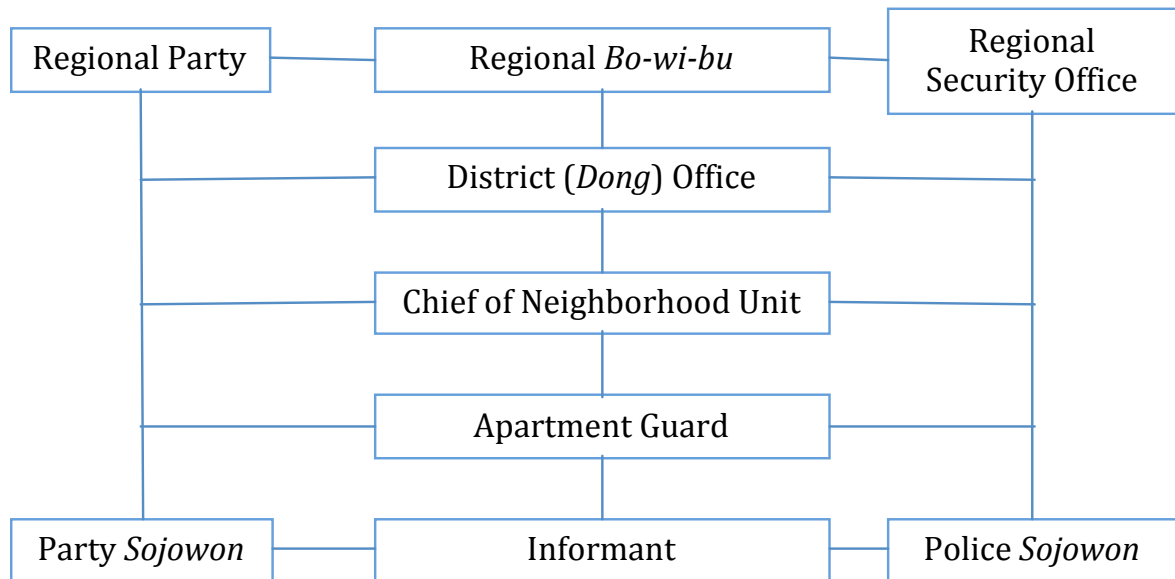 Regional Party
Regional Bo-wi-bu
Regional
Security Office
District (Dong) Office
Chief of Neighborhood Unit
Apartment Guard
Party Sojowon
Informant
Police Sojowon